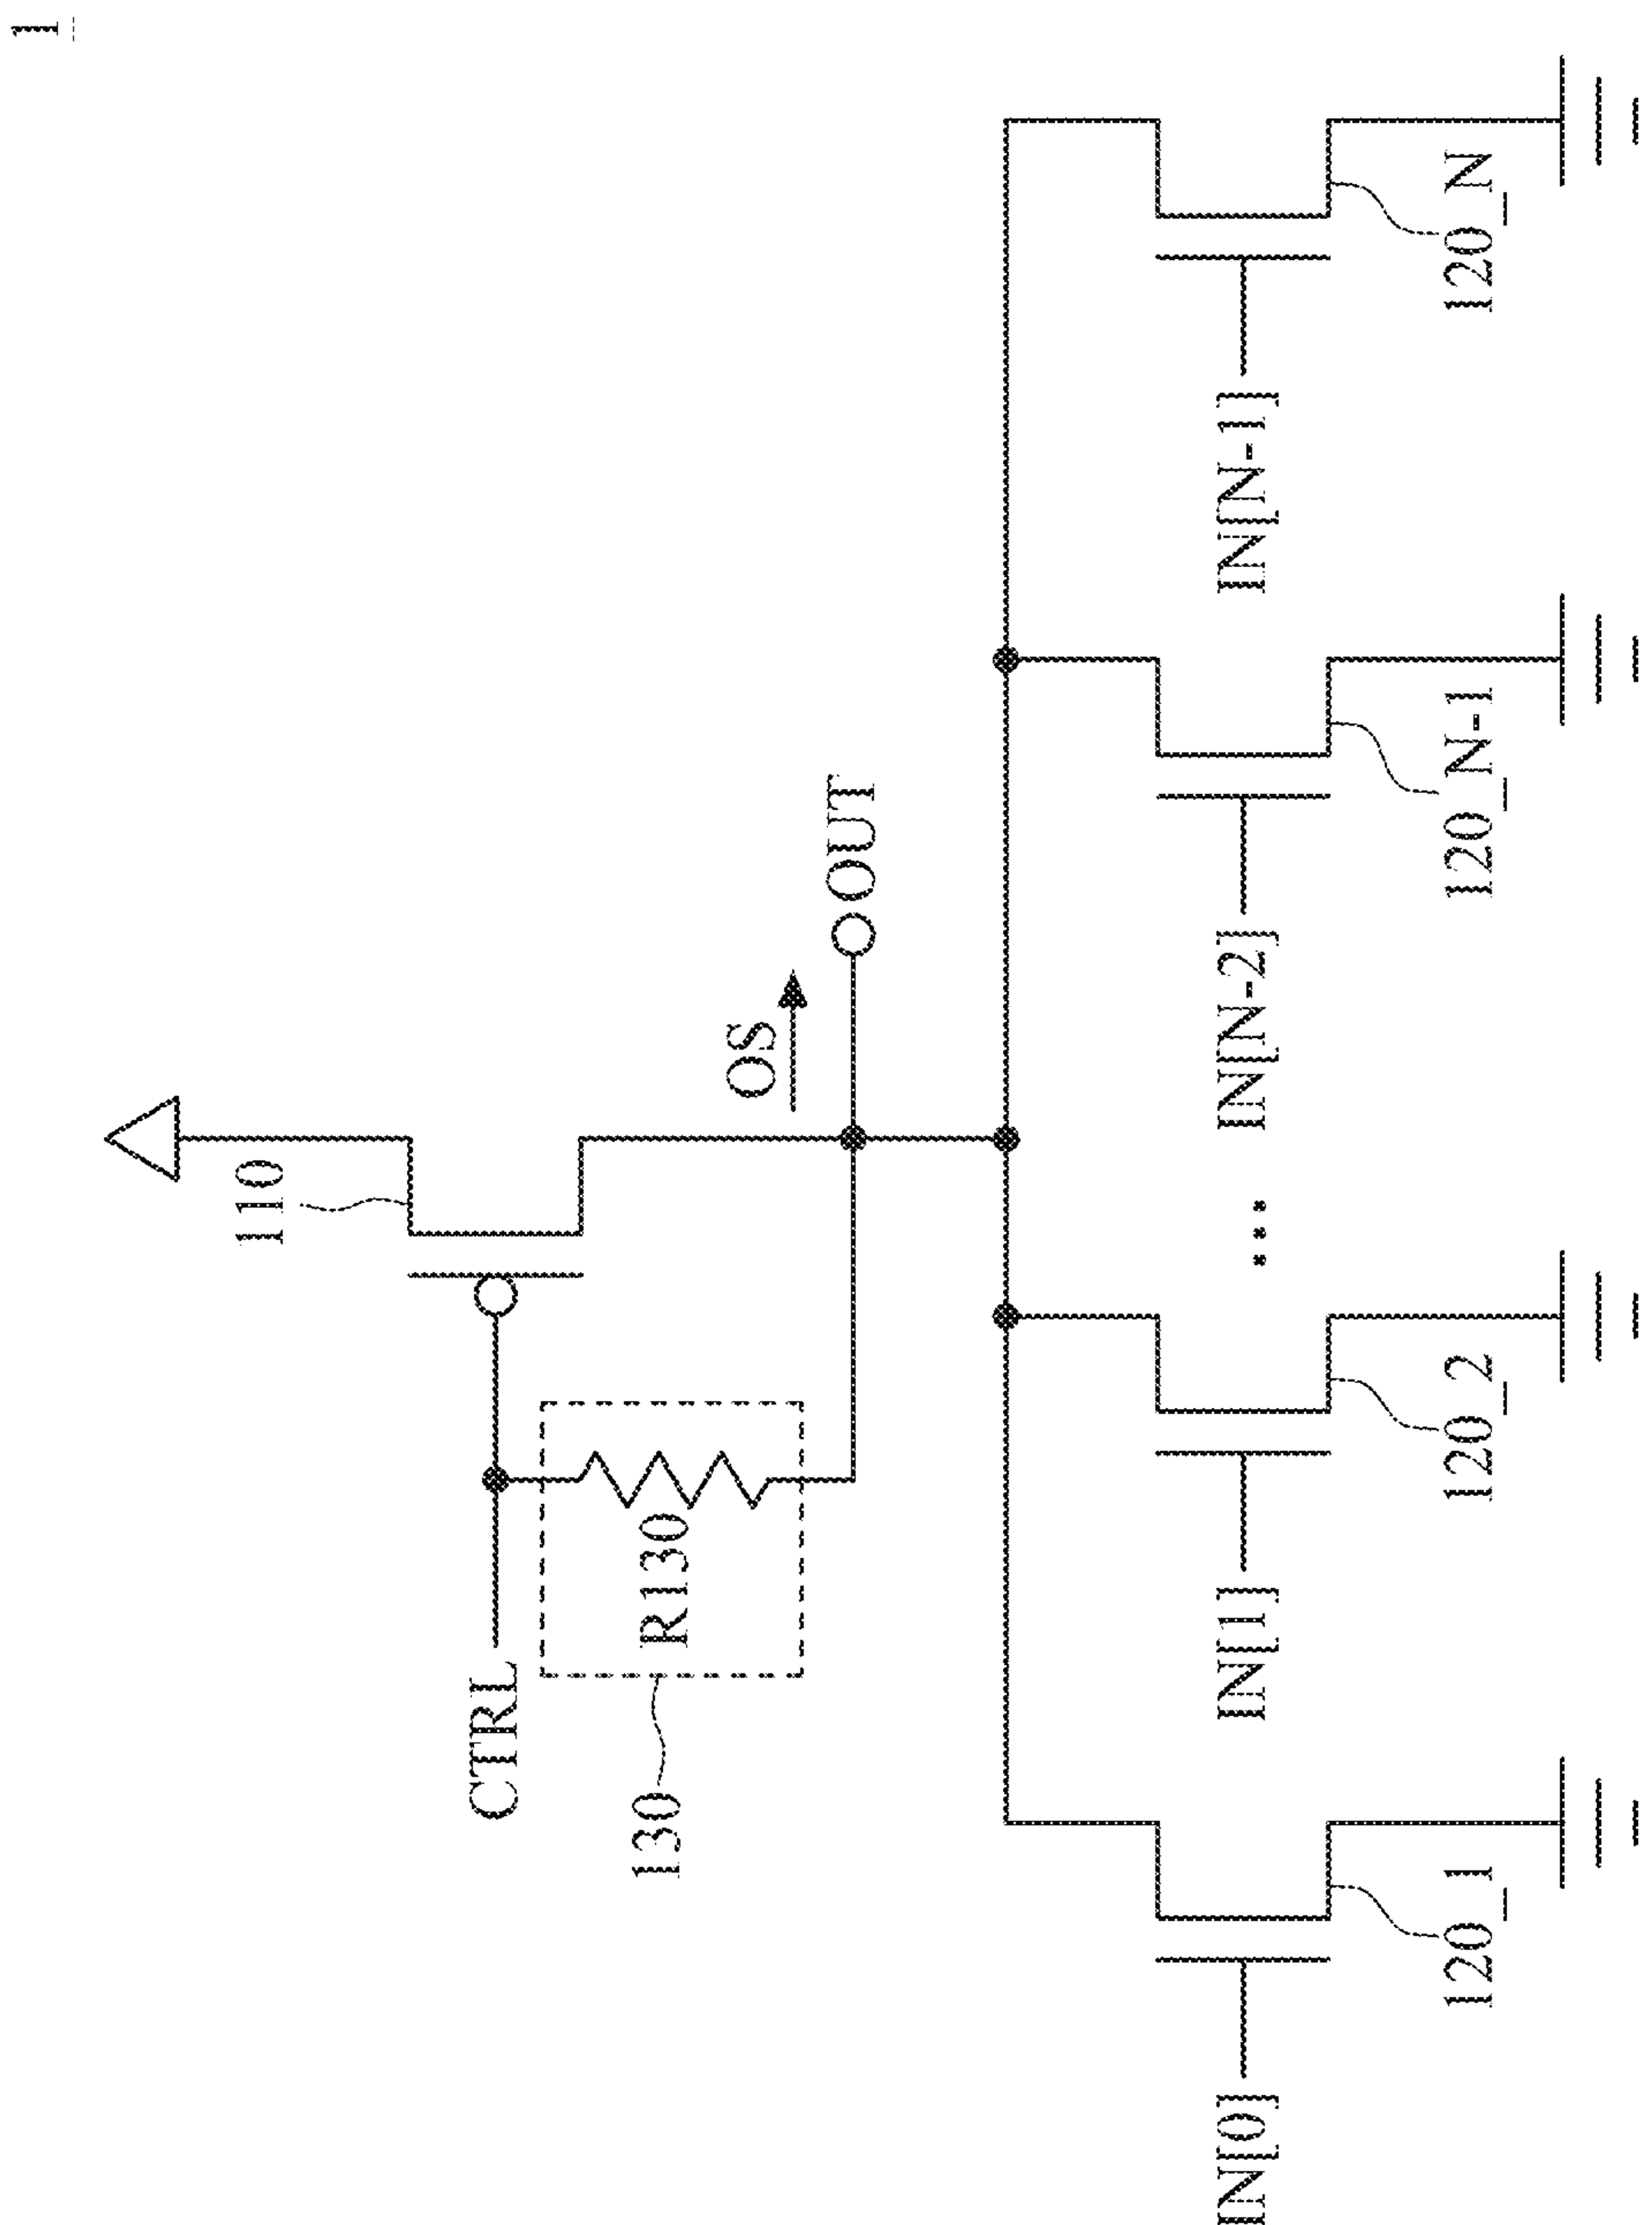 1
110
CTRL
R130
130
OS
OUT
IN[0]
IN[1]
...
IN[N-2]
IN[N-1]
120_1
120_2
120_N-1
120_N